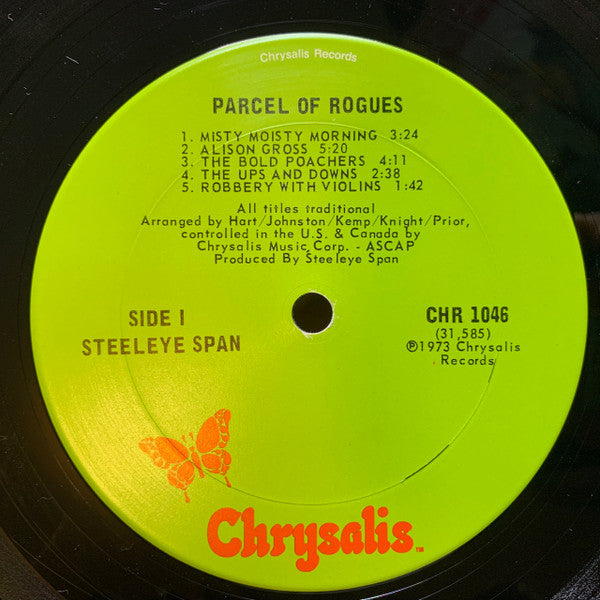 Chrysalis Records
PARCEL OF ROGUES
1. MISTY MOISTY MORNING 3:24
2. ALISON GROSS 5:20
3. THE BOLD POACHERS 4:11
4. THE UPS AND DOWNS 2:38
5. ROBBERY WITH VIOLINS 1:42
All titles traditional
Arranged by Hart/Johnston/Kemp/Knight/Prior,
controlled in the U.S. & Canada by
Chrysalis Music Corp. - ASCAP
Produced By Steeleye Span
SIDE I
STEELEYE SPAN
CHR 1046
(31,585)
℗1973 Chrysalis
Records
Chrysalis™